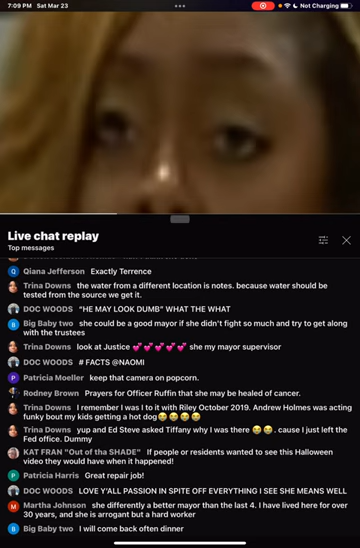 7:09 PM Sat Mar 23
Not Charging
Live chat replay
Top messages
Qiana Jefferson Exactly Terrence
Trina Downs the water from a different location is notes. because water should be
tested from the source we get it.
DOC WOODS “HE MAY LOOK DUMB” WHAT THE WHAT
Big Baby two she could be a good mayor if she didn't fight so much and try to get along
with the trustees
Trina Downs look at Justice 💞💞💞💞💞 she my mayor supervisor
DOC WOODS # FACTS @NAOMI
Patricia Moeller keep that camera on popcorn.
Rodney Brown Prayers for Officer Ruffin that she may be healed of cancer.
Trina Downs I remember I was I to it with Riley October 2019. Andrew Holmes was acting
funky bout my kids getting a hot dog😂😂😂😂
Trina Downs yup and Ed Steve asked Tiffany why I was there 😂😂. cause I just left the
Fed office. Dummy
KAT FRAN "Out of tha SHADE" If people or residents wanted to see this Halloween
video they would have when it happened!
Patricia Harris Great repair job!
DOC WOODS LOVE Y'ALL PASSION IN SPITE OFF EVERYTHING I SEE SHE MEANS WELL
Martha Johnson she differently a better mayor than the last 4. I have lived here for over
30 years, and she is arrogant but a hard worker
Big Baby two I will come back often dinner